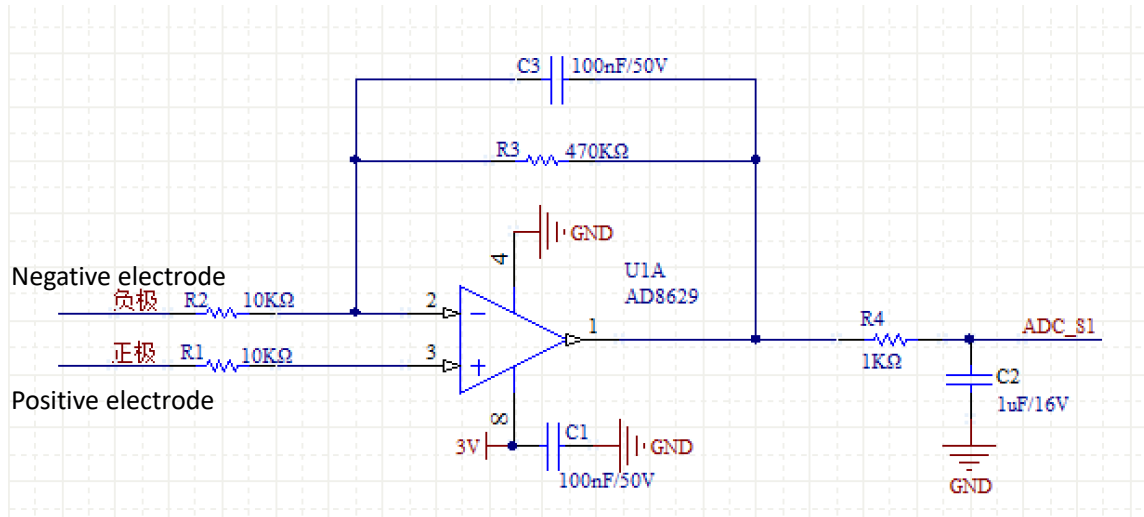 C3
100nF/50V
R3
470KΩ
4
GND
U1A
AD8629
Negative electrode
负极
R2
10KΩ
2
1
R4
1KΩ
ADC_81
正极
R1
10KΩ
3
Positive electrode
C2
1uF/16V
8
3V
C1
GND
100nF/50V
GND